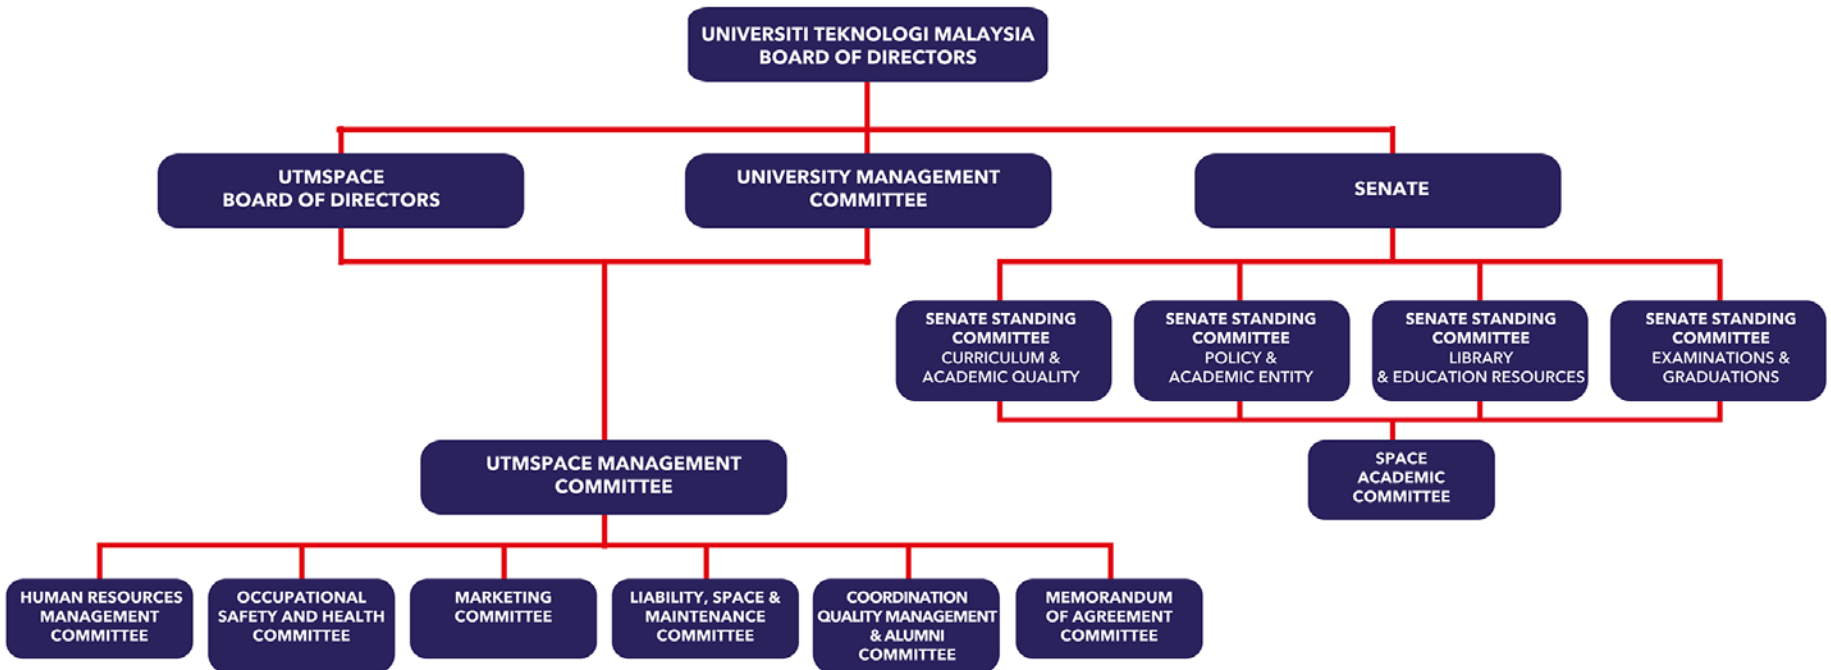 UNIVERSITI TEKNOLOGI MALAYSIA
BOARD OF DIRECTORS
UTMSPACE
BOARD OF DIRECTORS
UNIVERSITY MANAGEMENT
COMMITTEE
SENATE
SENATE STANDING
COMMITTEE
CURRICULUM &
ACADEMIC QUALITY
SENATE STANDING
COMMITTEE
POLICY &
ACADEMIC ENTITY
SENATE STANDING
COMMITTEE
LIBRARY
& EDUCATION RESOURCES
SENATE STANDING
COMMITTEE
EXAMINATIONS &
GRADUATIONS
UTMSPACE MANAGEMENT
COMMITTEE
SPACE
ACADEMIC
COMMITTEE
HUMAN RESOURCES
MANAGEMENT
COMMITTEE
OCCUPATIONAL
SAFETY AND HEALTH
COMMITTEE
MARKETING
COMMITTEE
LIABILITY, SPACE &
MAINTENANCE
COMMITTEE
COORDINATION
QUALITY MANAGEMENT
& ALUMNI
COMMITTEE
MEMORANDUM
OF AGREEMENT
COMMITTEE